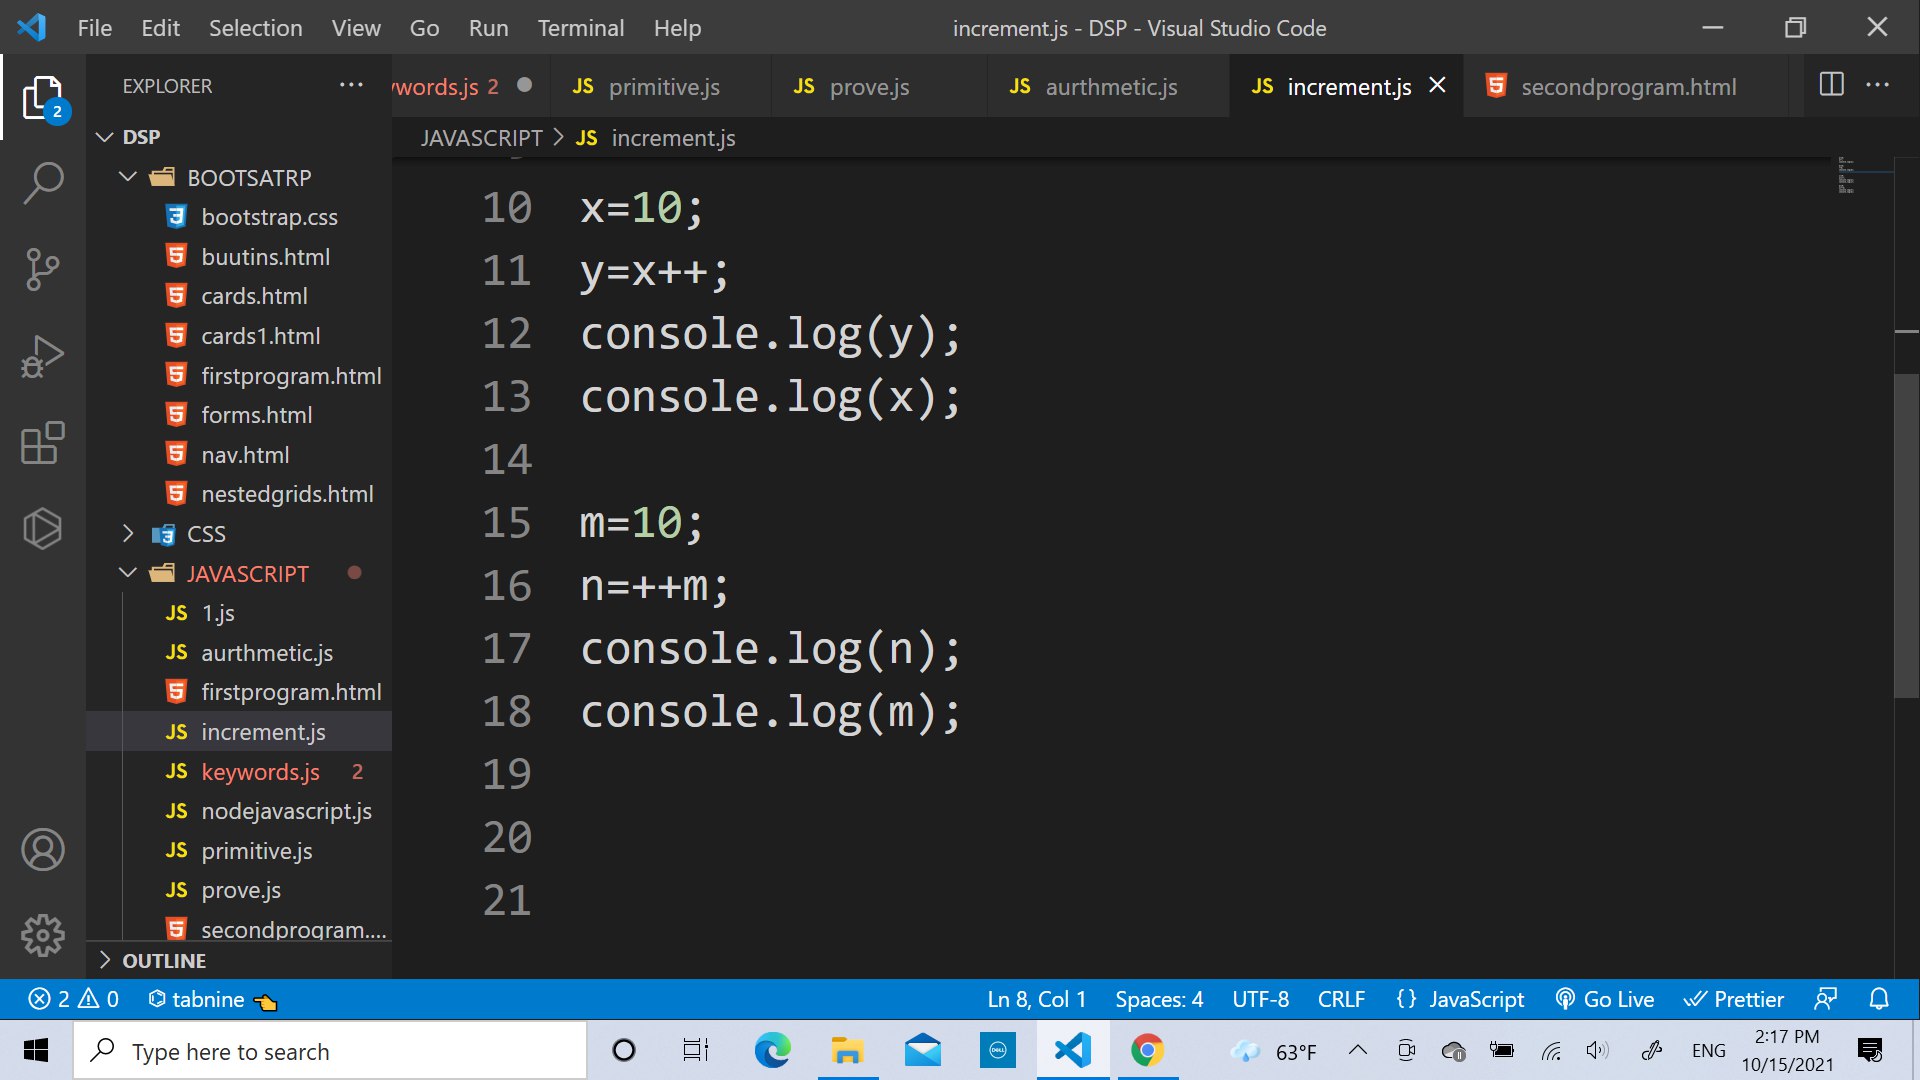 File Edit Selection View Go Run Terminal Help
increment.js - DSP - Visual Studio Code
EXPLORER ...
words.js 2
JS primitive.js
JS prove.js
JS aurthmetic.js
JS increment.js
secondprogram.html
JAVASCRIPT > JS increment.js
2
DSP
BOOTSATRP
bootstrap.css
buutins.html
cards.html
cards1.html
firstprogram.html
forms.html
nav.html
nestedgrids.html
CSS
JAVASCRIPT
JS 1.js
JS aurthmetic.js
firstprogram.html
JS increment.js
JS keywords.js 2
JS nodejavascript.js
JS primitive.js
JS prove.js
secondprogram....
OUTLINE
10 x=10;
11 y=x++;
12 console.log(y);
13 console.log(x);
14
15 m=10;
16 n=++m;
17 console.log(n);
18 console.log(m);
19
20
21
2 0 tabnine
Ln 8, Col 1 Spaces: 4 UTF-8 CRLF {} JavaScript Go Live Prettier
Type here to search
DELL
63°F
ENG
2:17 PM
10/15/2021